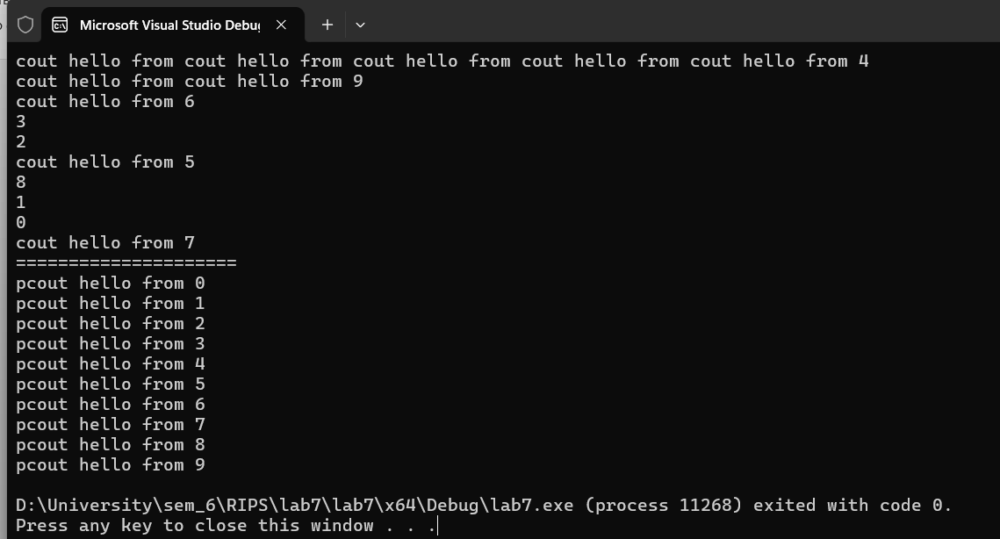 Microsoft Visual Studio Debu
cout hello from cout hello from cout hello from cout hello from cout hello from 4
cout hello from cout hello from 9
cout hello from 6
3
2
cout hello from 5
8
1
0
cout hello from 7
=====================
pcout hello from 0
pcout hello from 1
pcout hello from 2
pcout hello from 3
pcout hello from 4
pcout hello from 5
pcout hello from 6
pcout hello from 7
pcout hello from 8
pcout hello from 9
D:\University\sem_6\RIPS\lab7\lab7\x64\Debug\lab7.exe (process 11268) exited with code 0.
Press any key to close this window . . .